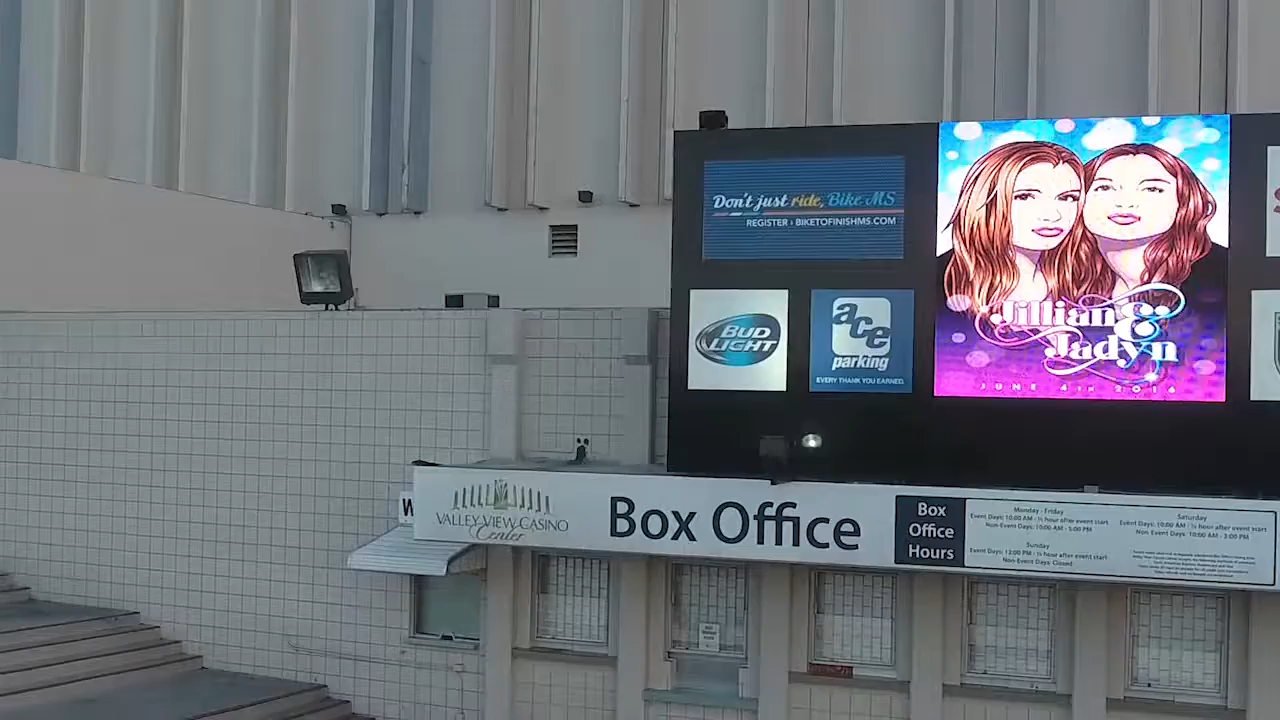 Don't just ride, Bike MS
REGISTER › BIKETOFINISHMS.COM
BUD
LIGHT
ace
parking
EVERY THANK YOU EARNED.
Jillian &
Jadyn
JUNE 4TH 2016
W
VALLEY VIEW CASINO
Center
Box Office
Box
Office
Hours
Monday - Friday
Event Days: 10:00 AM - ½ hour after event start
Non-Event Days: 10:00 AM - 5:00 PM
Sunday
Event Days: 12:00 PM - ½ hour after event start
Non-Event Days: Closed
Saturday
Event Days: 10:00 AM - ½ hour after event start
Non-Event Days: 10:00 AM - 3:00 PM